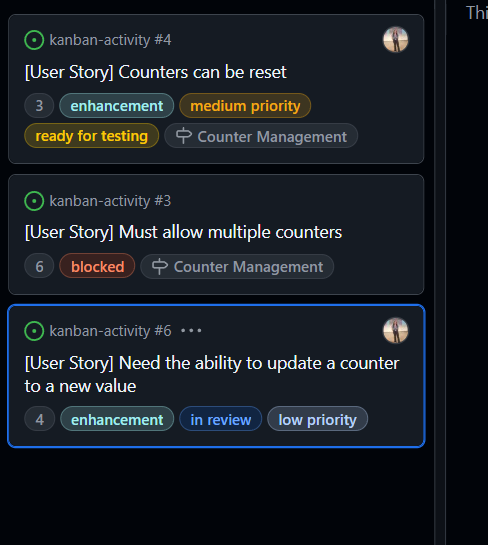 kanban-activity #4
[User Story] Counters can be reset
3 enhancement medium priority
ready for testing Counter Management
kanban-activity #3
[User Story] Must allow multiple counters
6 blocked Counter Management
kanban-activity #6 •••
[User Story] Need the ability to update a counter
to a new value
4 enhancement in review low priority